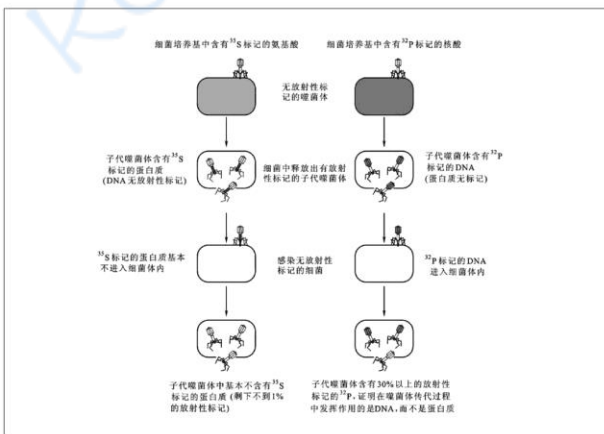 细菌培养基中含有³⁵S标记的氨基酸
细菌培养基中含有³²P标记的核酸
无放射性标
记的噬菌体
子代噬菌体含有³⁵S
标记的蛋白质
(DNA无放射性标记)
细菌中释放出有放射
性标记的子代噬菌体
子代噬菌体含有³²P
标记的DNA
(蛋白质无标记)
³⁵S标记的蛋白质基本
不进入细菌体内
感染无放射性
标记的细菌
³²P标记的DNA
进入细菌体内
子代噬菌体中基本不含有³⁵S
标记的蛋白质(剩下不到1%
的放射性标记)
子代噬菌体含有30%以上的放射性
标记的³²P,证明在噬菌体传代过程
中发挥作用的是DNA,而不是蛋白质